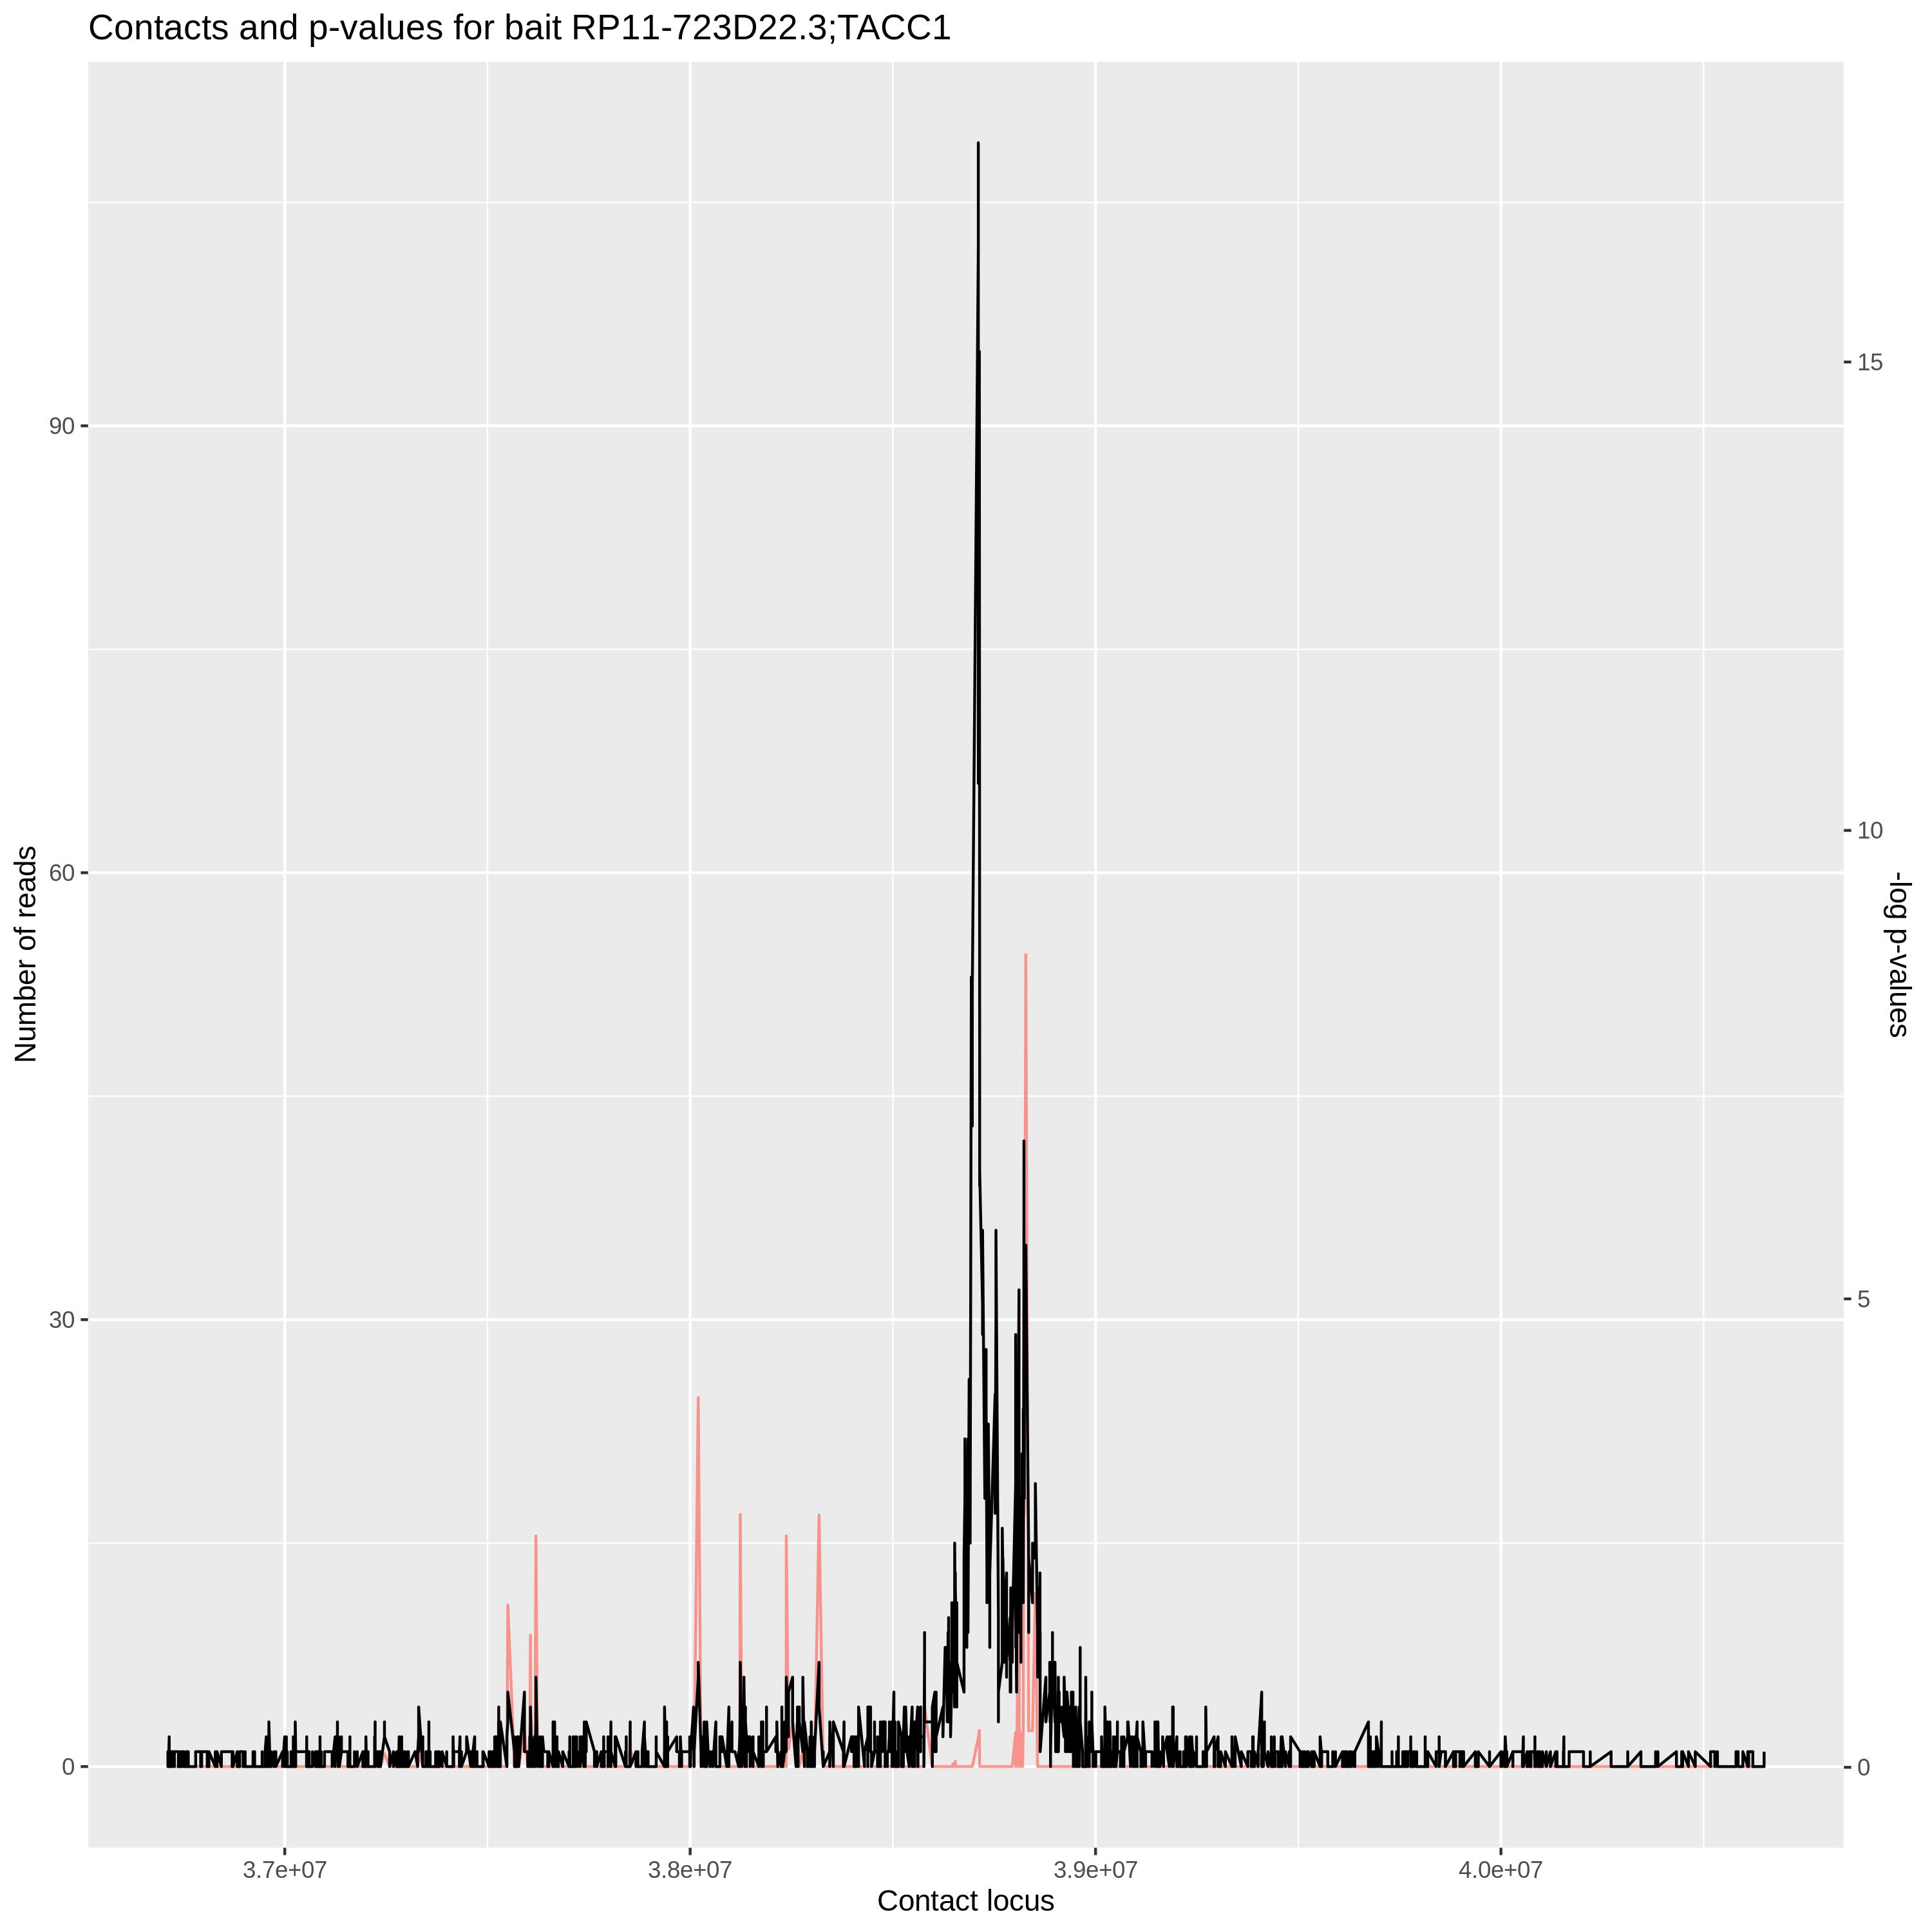 Contacts and p-values for bait RP11-723D22.3;TACC1
Number of reads
90
60
30
0
15
10
5
0
-log p-values
3.7e+07
3.8e+07
3.9e+07
4.0e+07
Contact locus